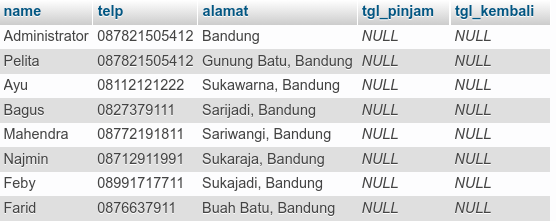 name telp alamat tgl_pinjam tgl_kembali
Administrator 087821505412 Bandung NULL NULL
Pelita 087821505412 Gunung Batu, Bandung NULL NULL
Ayu 08112121222 Sukawarna, Bandung NULL NULL
Bagus 0827379111 Sarijadi, Bandung NULL NULL
Mahendra 08772191811 Sariwangi, Bandung NULL NULL
Najmin 08712911991 Sukaraja, Bandung NULL NULL
Feby 08991717711 Sukajadi, Bandung NULL NULL
Farid 0876637911 Buah Batu, Bandung NULL NULL